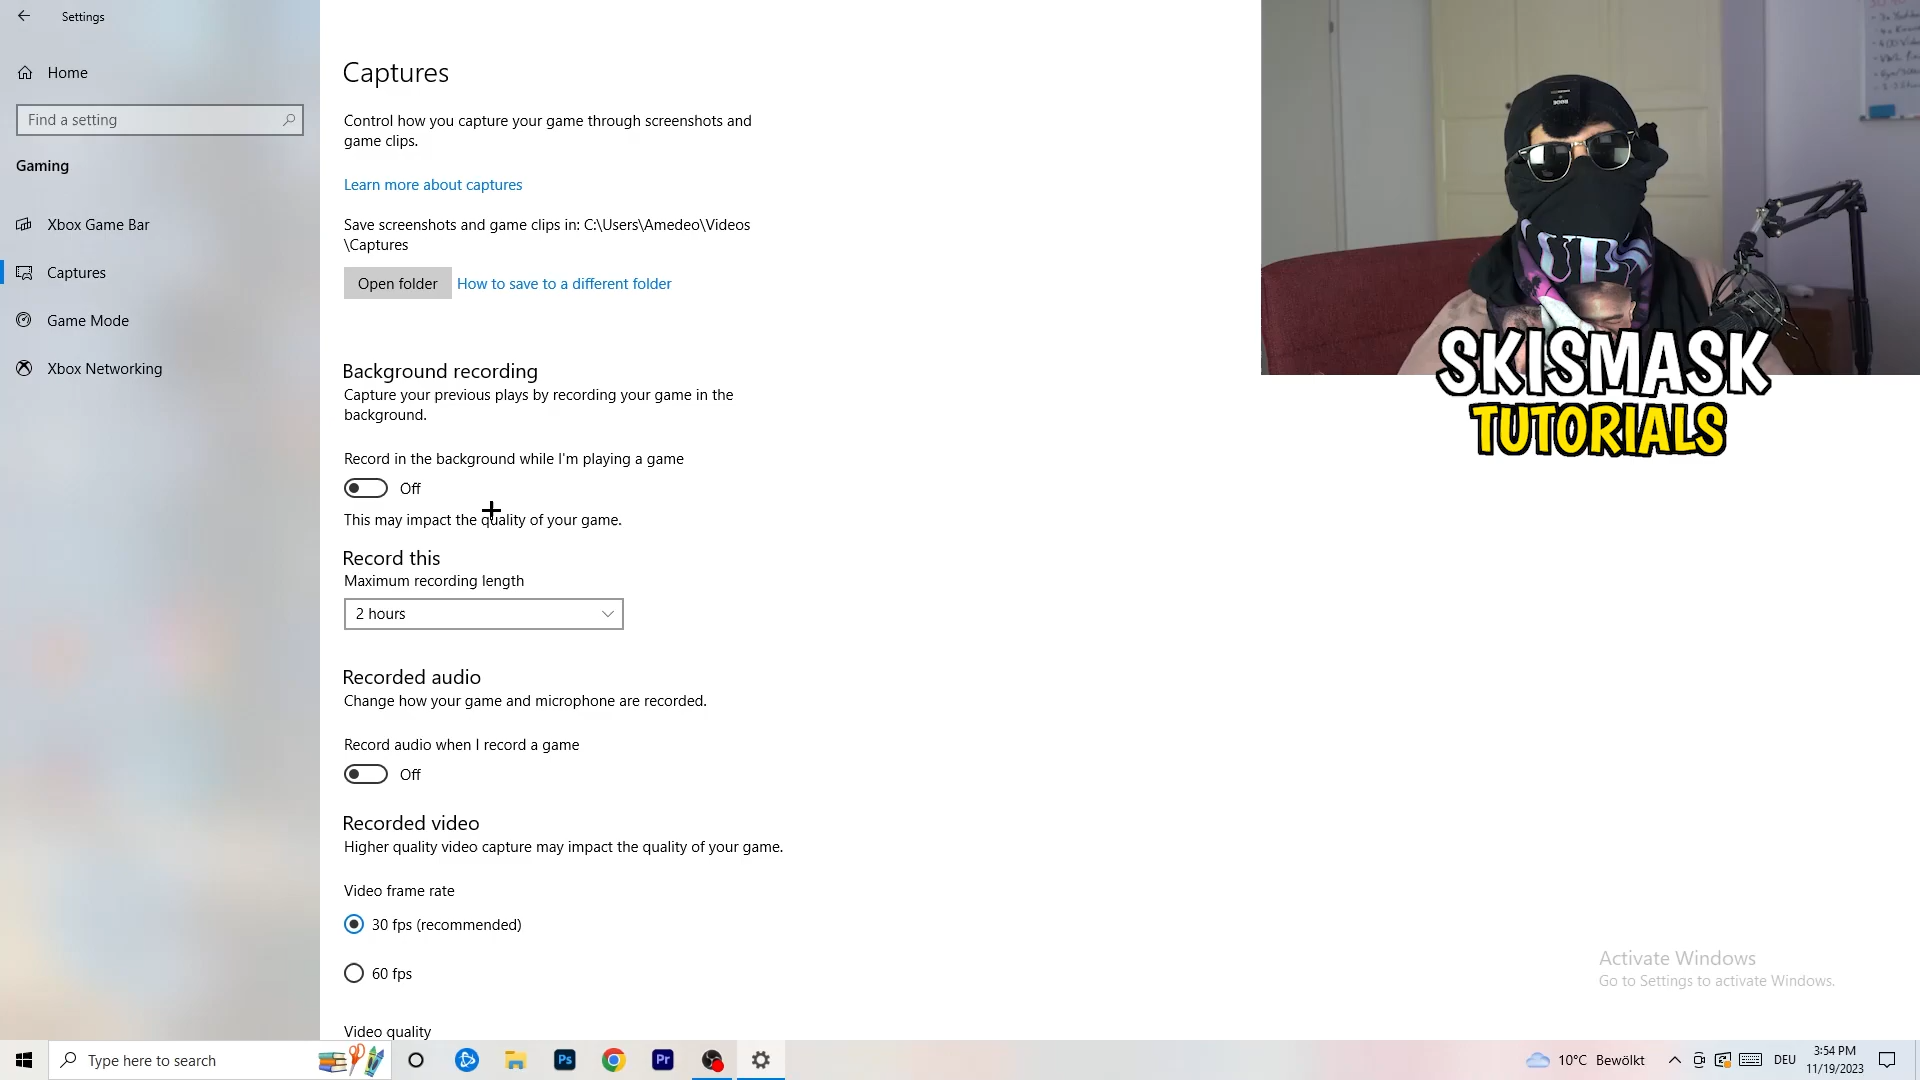 Settings
Home
Find a setting
Gaming
Xbox Game Bar
Captures
Game Mode
Xbox Networking
Captures
Control how you capture your game through screenshots and
game clips.
Learn more about captures
Save screenshots and game clips in: C:\Users\Amedeo\Videos
\Captures
Open folder
How to save to a different folder
Background recording
Capture your previous plays by recording your game in the
background.
Record in the background while I'm playing a game
Off
This may impact the quality of your game.
Record this
Maximum recording length
2 hours
Recorded audio
Change how your game and microphone are recorded.
Record audio when I record a game
Off
Recorded video
Higher quality video capture may impact the quality of your game.
Video frame rate
30 fps (recommended)
60 fps
Video quality
SKISMASK
TUTORIALS
Activate Windows
Go to Settings to activate Windows.
Type here to search
Ps
Pr
10°C Bewölkt
DEU
3:54 PM
11/19/2023